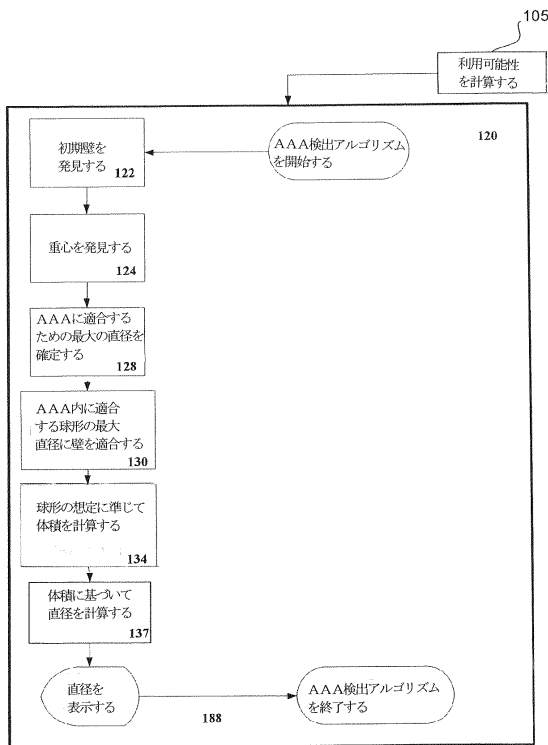 105
利用可能性
を計算する
120
ＡＡＡ検出アルゴリズム
を開始する
初期壁を
発見する
122
重心を発見する
124
ＡＡＡに適合する
ための最大の直径を
確定する
128
ＡＡＡ内に適合
する球形の最大
直径に壁を適合する
130
球形の想定に準じて
体積を計算する
134
体積に基づいて
直径を計算する
137
直径を
表示する
188
ＡＡＡ検出アルゴリズム
を終了する